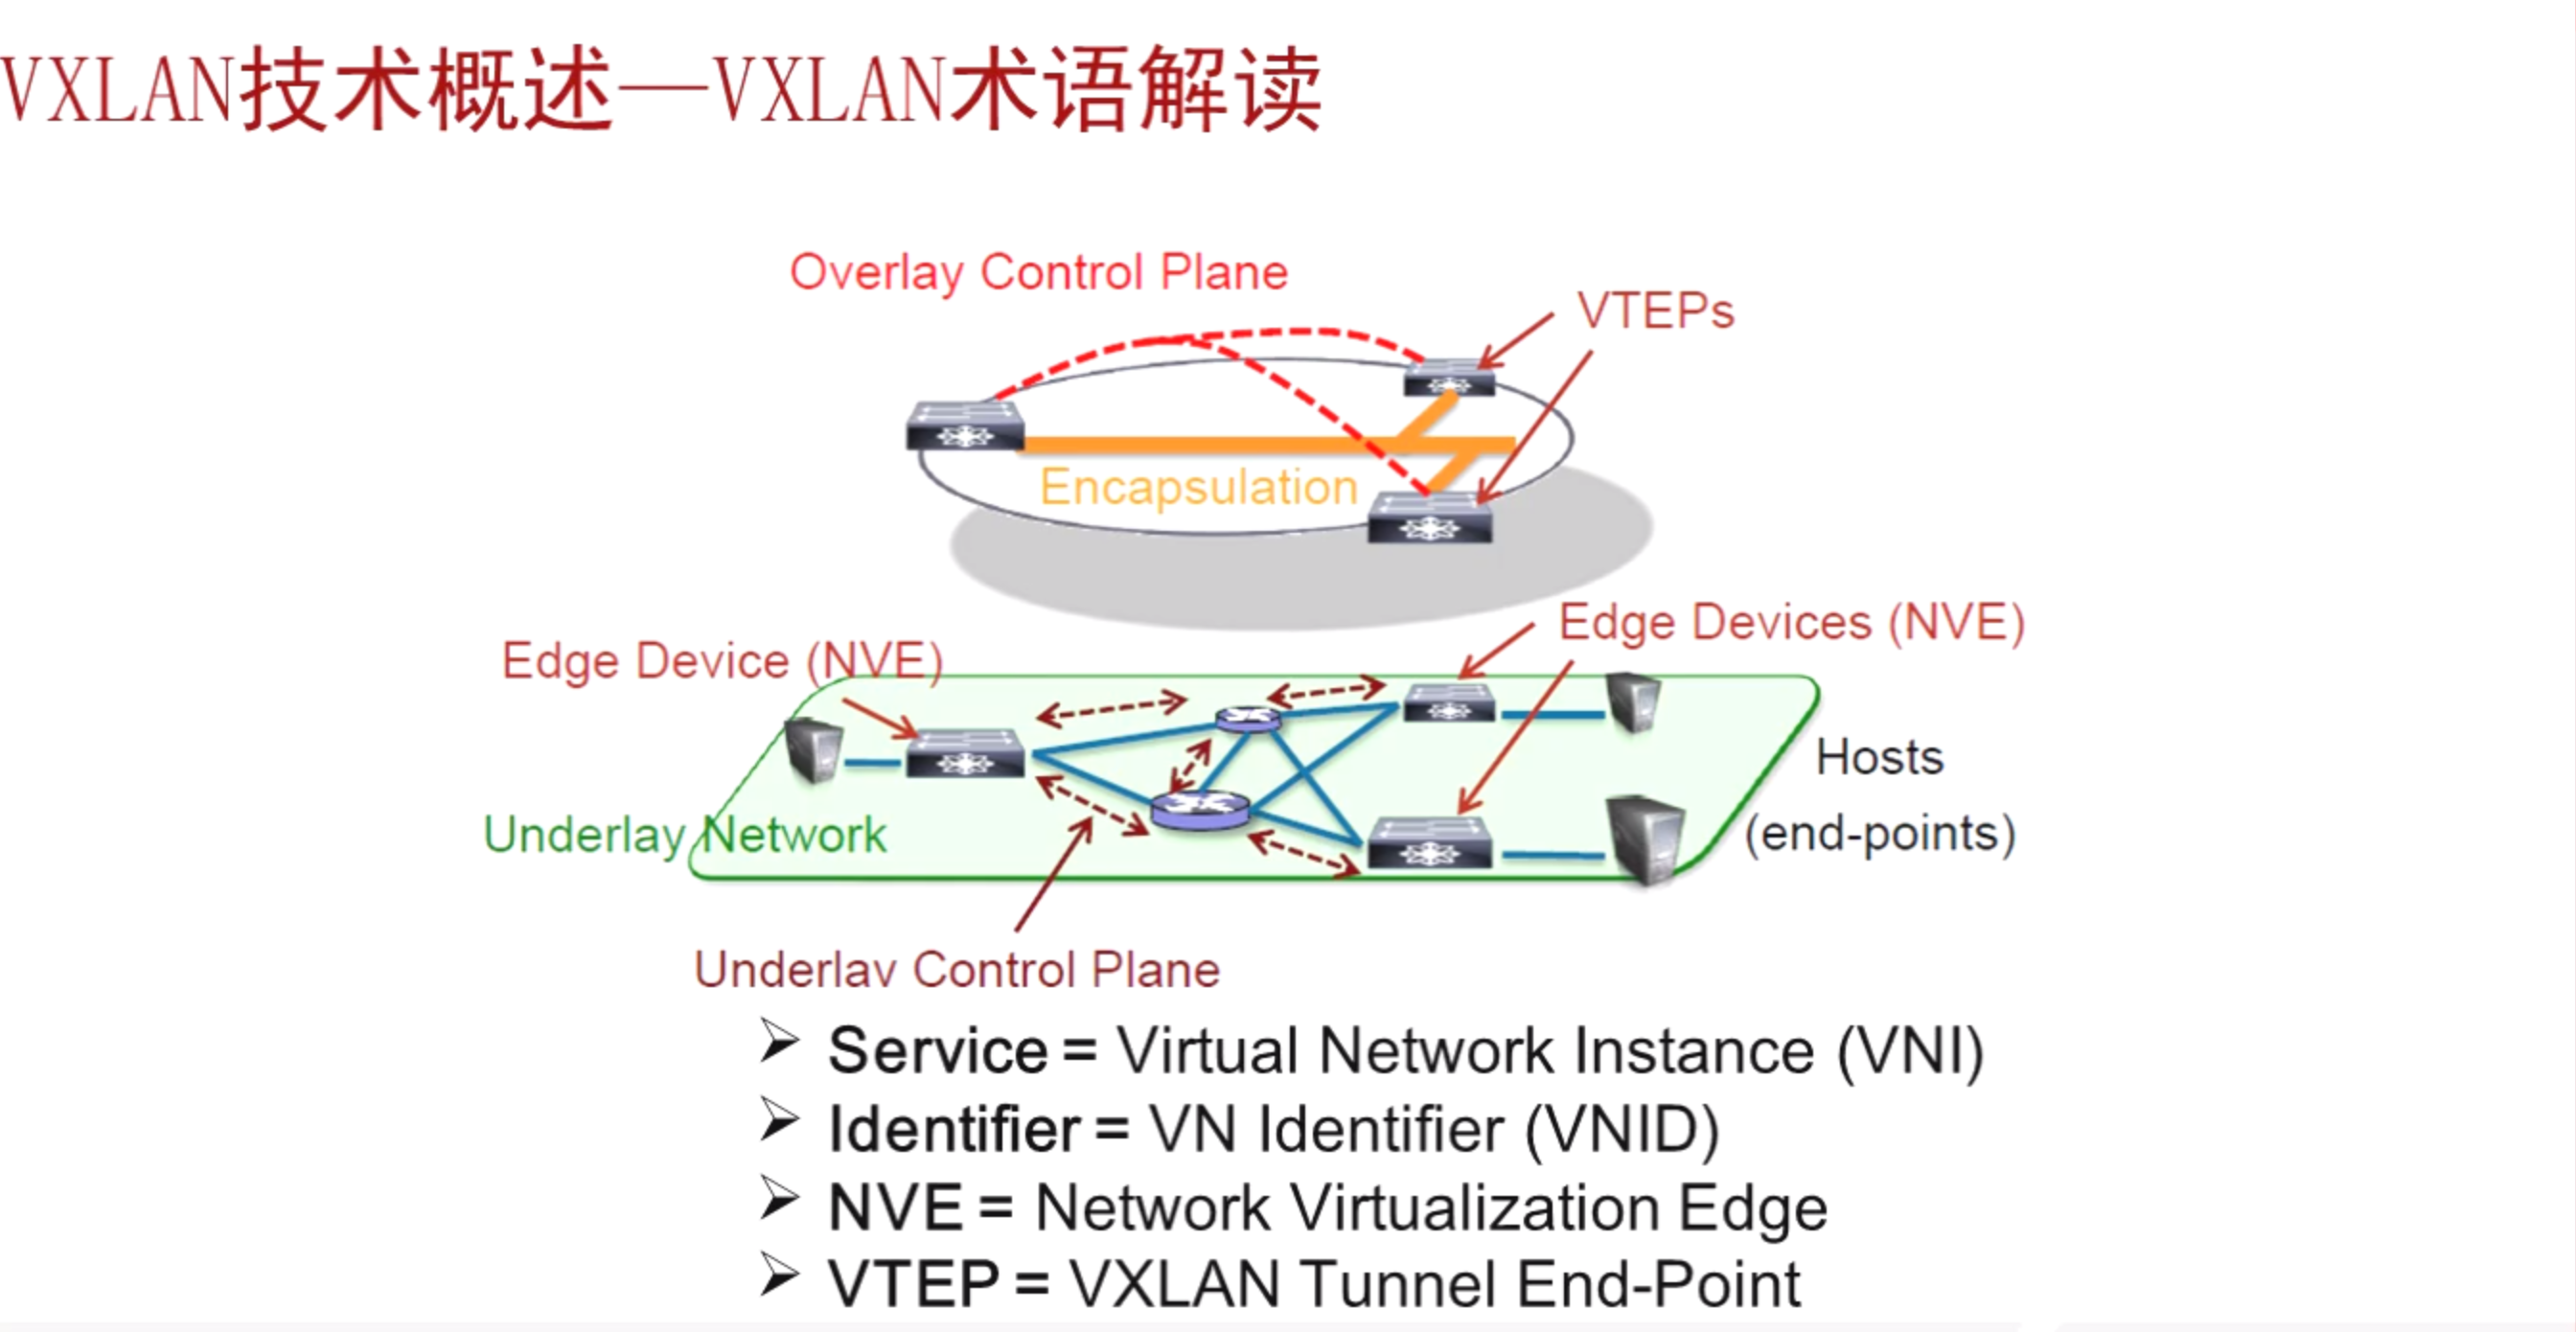 VXLAN技术概述—VXLAN术语解读
Overlay Control Plane
VTEPs
Encapsulation
Edge Devices (NVE)
Edge Device (NVE)
Hosts
(end-points)
Underlay Network
Underlay Control Plane
➢ Service = Virtual Network Instance (VNI)
➢ Identifier = VN Identifier (VNID)
➢ NVE = Network Virtualization Edge
➢ VTEP = VXLAN Tunnel End-Point